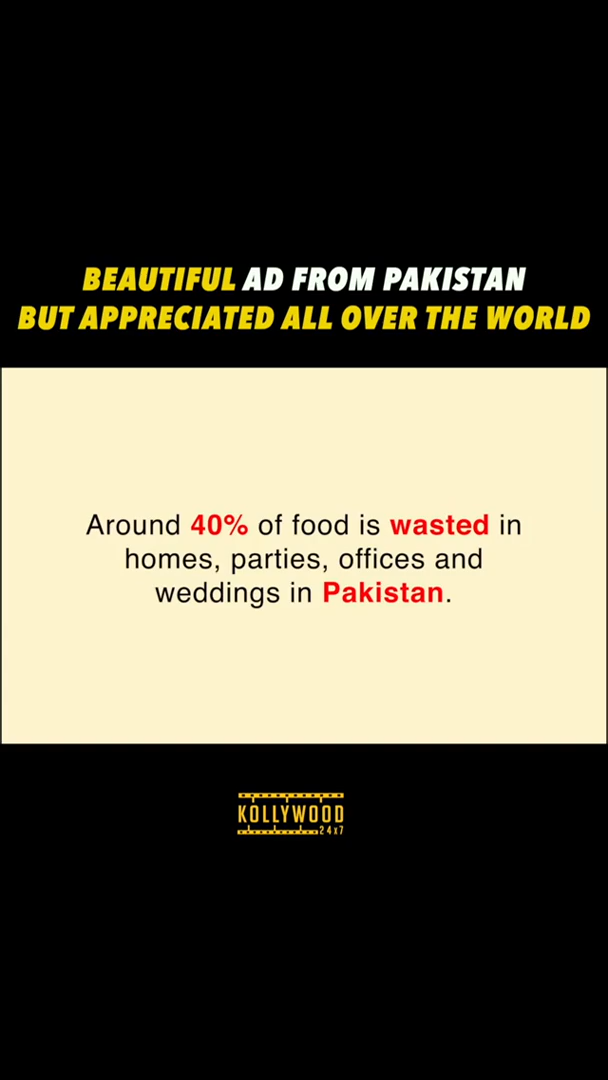 BEAUTIFUL AD FROM PAKISTAN
BUT APPRECIATED ALL OVER THE WORLD
Around 40% of food is wasted in
homes, parties, offices and
weddings in Pakistan.
KOLLYWOOD
24x7